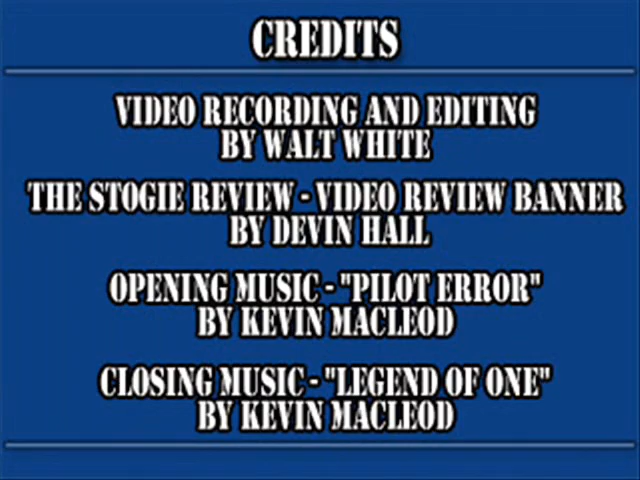 CREDITS
VIDEO RECORDING AND EDITING
BY WALT WHITE
THE STOGIE REVIEW - VIDEO REVIEW BANNER
BY DEVIN HALL
OPENING MUSIC - "PILOT ERROR"
BY KEVIN MACLEOD
CLOSING MUSIC - "LEGEND OF ONE"
BY KEVIN MACLEOD